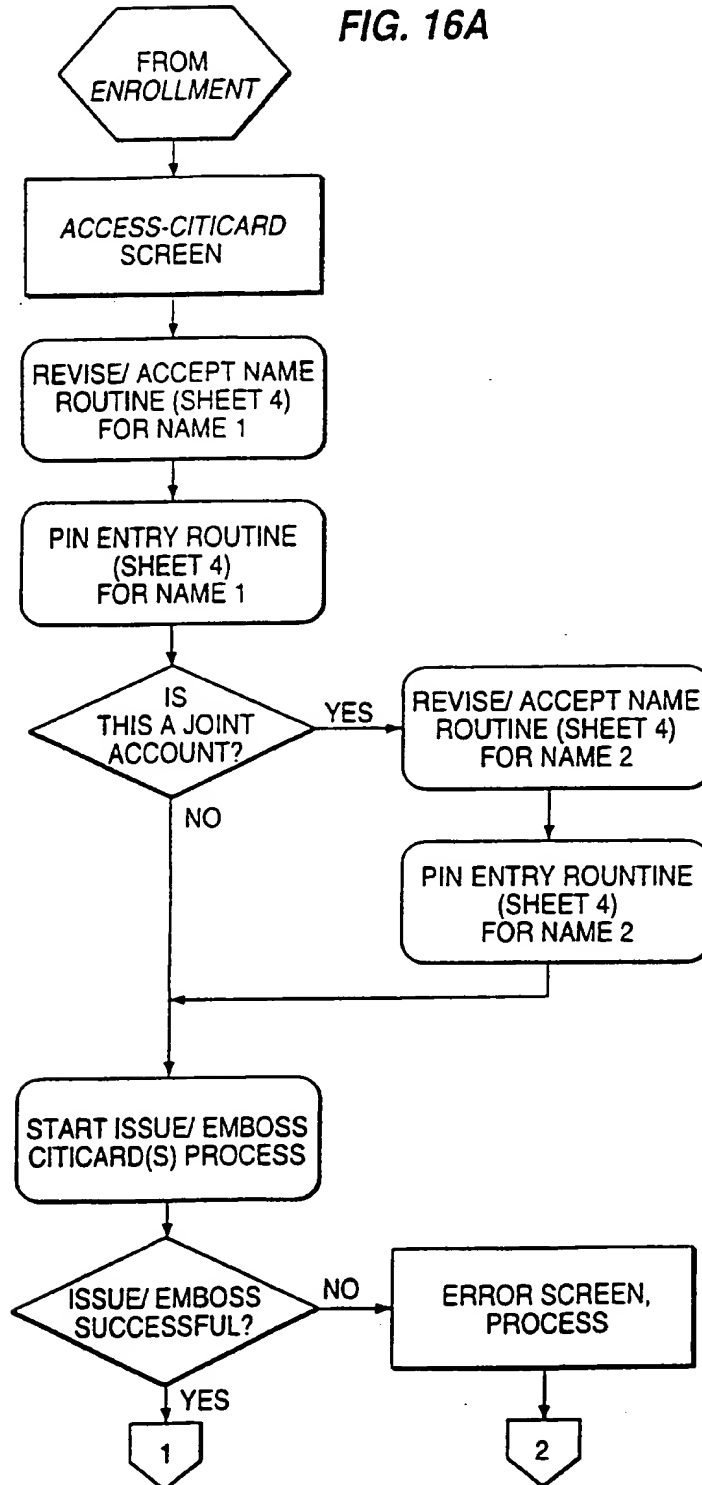 FIG. 16A
FROM
ENROLLMENT
ACCESS-CITICARD
SCREEN
REVISE/ ACCEPT NAME
ROUTINE (SHEET 4)
FOR NAME 1
PIN ENTRY ROUTINE
(SHEET 4)
FOR NAME 1
IS
THIS A JOINT
ACCOUNT?
YES
NO
REVISE/ ACCEPT NAME
ROUTINE (SHEET 4)
FOR NAME 2
PIN ENTRY ROUNTINE
(SHEET 4)
FOR NAME 2
START ISSUE/ EMBOSS
CITICARD(S) PROCESS
ISSUE/ EMBOSS
SUCCESSFUL?
NO
YES
ERROR SCREEN,
PROCESS
1
2